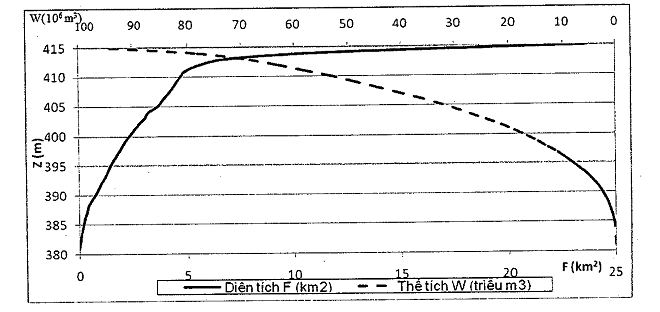 W(10⁶ m³) 100 90 80 70 60 50 40 30 20 10 0
415
410
405
400
395
390
385
380
Z (m)
0 5 10 15 20 25
F (km²)
Diện tích F (km2) Thể tích W (triệu m3)